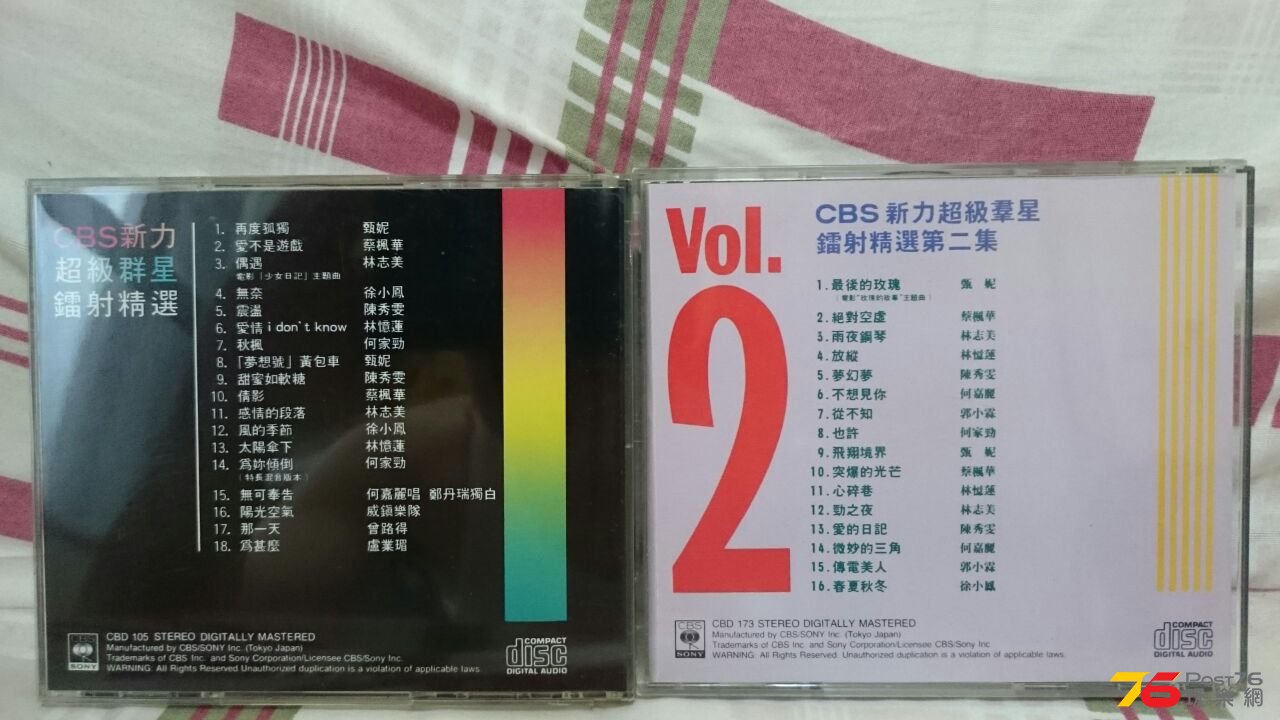 CBS新力
超級群星
鐳射精選
1. 再度孤獨 甄妮
2. 愛不是遊戲 蔡楓華
3. 偶遇 林志美
電影「少女日記」主題曲
4. 無奈 徐小鳳
5. 震盪 陳秀雯
6. 愛情 i don't know 林憶蓮
7. 秋楓 何家勁
8. 「夢想號」黃包車 甄妮
9. 甜蜜如軟糖 陳秀雯
10. 倩影 蔡楓華
11. 感情的段落 林志美
12. 風的季節 徐小鳳
13. 太陽傘下 林憶蓮
14. 為妳傾倒 何家勁
（特長混音版本）
15. 無可奉告 何嘉麗唱 鄭丹瑞獨白
16. 陽光空氣 威鎮樂隊
17. 那一天 曾路得
18. 為甚麼 盧業瑂
CBS
SONY
CBD 105 STEREO DIGITALLY MASTERED
Manufactured by CBS/SONY Inc. (Tokyo Japan)
Trademarks of CBS Inc. and Sony Corporation/Licensee CBS/Sony Inc.
WARNING: All Rights Reserved Unauthorized duplication is a violation of applicable laws.
COMPACT
disc
DIGITAL AUDIO
Vol.
2
CBS 新力超級羣星
鐳射精選第二集
1.最後的玫瑰 甄妮
（電影"玫瑰的故事"主題曲）
2.絕對空虛 蔡楓華
3.雨夜鋼琴 林志美
4.放縱 林憶蓮
5.夢幻夢 陳秀雯
6.不想見你 何嘉麗
7.從不知 郭小霖
8.也許 何家勁
9.飛翔境界 甄妮
10.突爆的光芒 蔡楓華
11.心碎巷 林憶蓮
12.勁之夜 林志美
13.愛的日記 陳秀雯
14.微妙的三角 何嘉麗
15.傳電美人 郭小霖
16.春夏秋冬 徐小鳳
CBS
SONY
CBD 173 STEREO DIGITALLY MASTERED
Manufactured by CBS/SONY Inc. (Tokyo Japan)
Trademarks of CBS Inc. and Sony Corporation/Licensee CBS/Sony Inc.
WARNING: All Rights Reserved. Unauthorized duplication is a violation of applicable laws.
COMPACT
disc
DIGITAL AUDIO
76 Post76